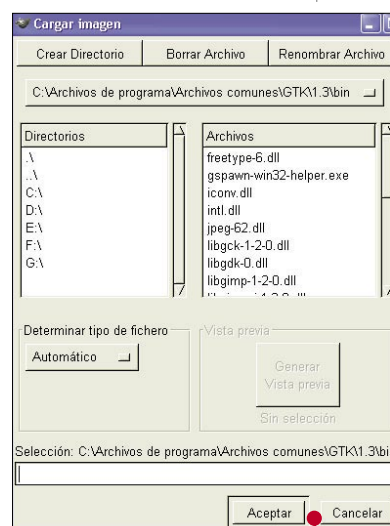 Cargar imagen
Crear Directorio Borrar Archivo Renombrar Archivo
C:\Archivos de programa\Archivos comunes\GTK\1.3\bin
Directorios
.\
..\
C:\
D:\
E:\
F:\
G:\
Archivos
freetype-6.dll
gspawn-win32-helper.exe
iconv.dll
intl.dll
jpeg-62.dll
libgck-1-2-0.dll
libgdk-0.dll
libgimp-1-2-0.dll
Determinar tipo de fichero
Automático
Vista previa
Generar
Vista previa
Sin selección
Selección: C:\Archivos de programa\Archivos comunes\GTK\1.3\bi
Aceptar Cancelar